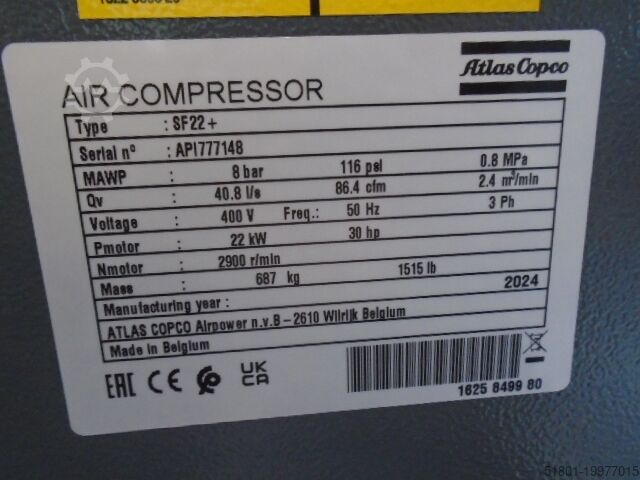 Atlas Copco
AIR COMPRESSOR
Type : SF22+
Serial nº : API777148
MAWP : 8 bar 116 psi 0.8 MPa
Qv : 40.8 l/s 86.4 cfm 2.4 m³/min
Voltage : 400 V Freq.: 50 Hz 3 Ph
Pmotor : 22 kW 30 hp
Nmotor : 2900 r/min
Mass : 687 kg 1515 lb
Manufacturing year : 2024
ATLAS COPCO Airpower n.v.B-2610 Wilrijk Belgium
Made in Belgium
EAC CE UK CA
1625 8499 80
51801-19977015